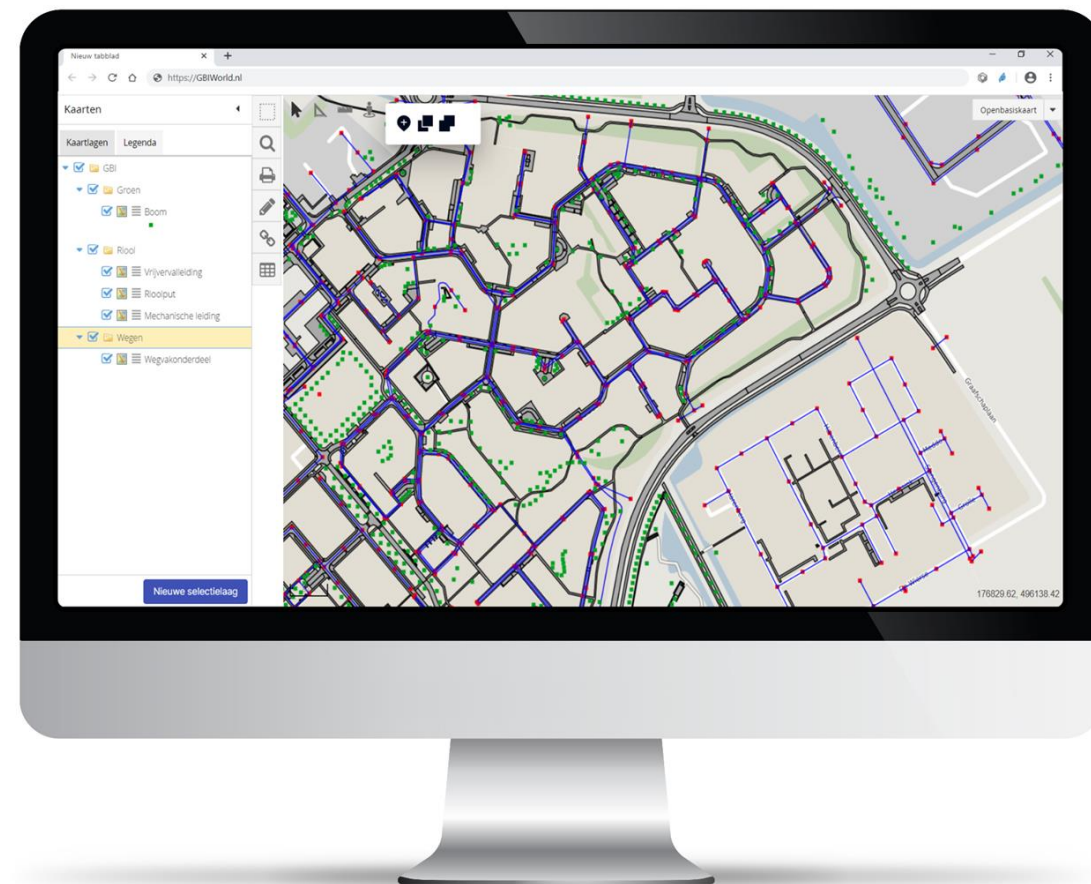 Nieuw tabblad
https://GBIWorld.nl
Kaarten
Openbasiskaart
Kaartlagen Legenda
GBI
Groen
Boom
Riool
Vrijvervalleiding
Rioolput
Mechanische leiding
Wegen
Wegvakonderdeel
Graafschaplaan
Nieuwe selectielaag
176829.62, 496138.42